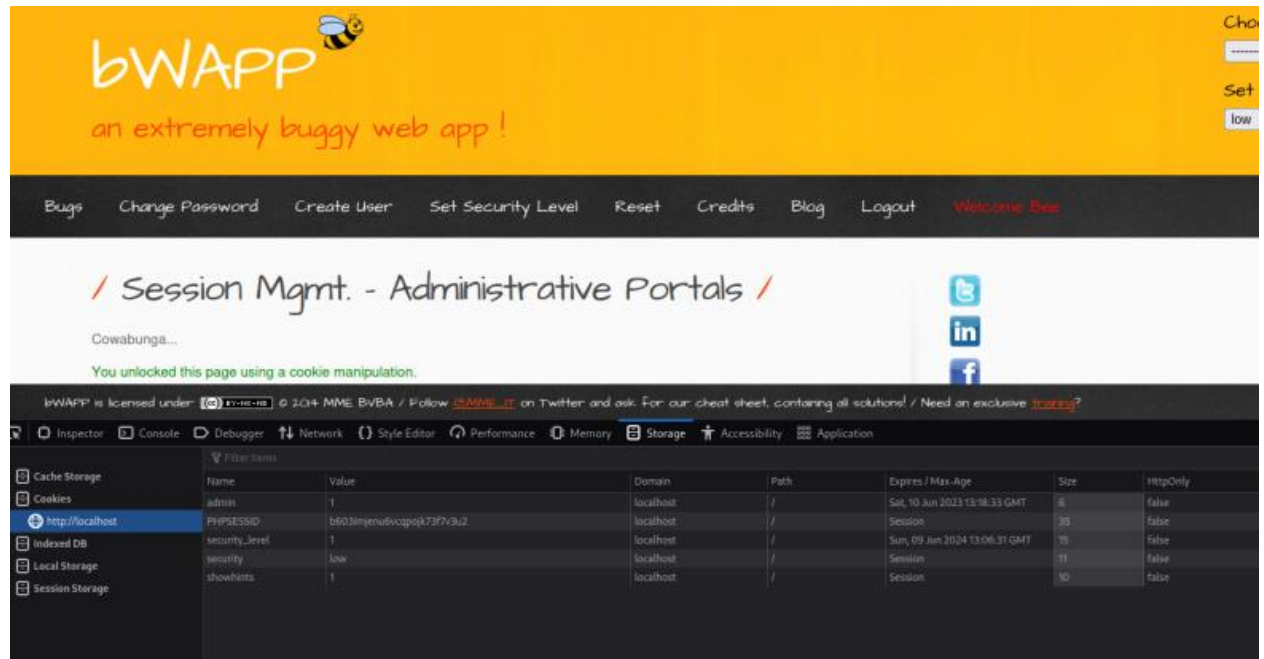 bWAPP
an extremely buggy web app !
Set
low
Bugs Change Password Create User Set Security Level Reset Credits Blog Logout Welcome Bee
/ Session Mgmt. - Administrative Portals /
Cowabunga...
You unlocked this page using a cookie manipulation.
bWAPP is licensed under © 2014 MME BVBA / Follow @MME_IT on Twitter and ask for our cheat sheet, containing all solutions! / Need an exclusive training?
Inspector Console Debugger Network Style Editor Performance Memory Storage Accessibility Application
Filter Items
Cache Storage
Cookies
http://localhost
Indexed DB
Local Storage
Session Storage
Name Value Domain Path Expires / Max-Age Size HttpOnly
admin 1 localhost / Sat, 10 Jun 2023 13:18:33 GMT 6 false
PHPSESSID localhost / Session false
security_level 1 localhost / Sun, 09 Jun 2024 13:06:31 GMT 15 false
security low localhost / Session 11 false
showhints 1 localhost / Session 10 false